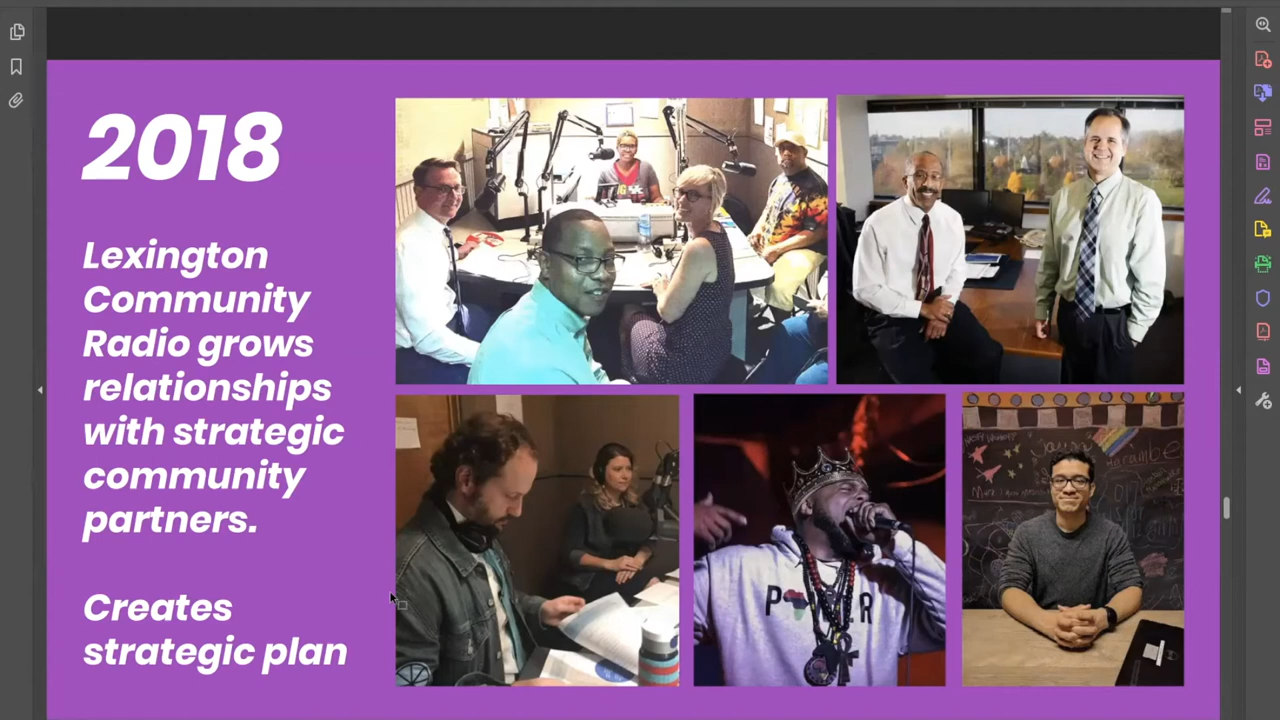 2018
Lexington
Community
Radio grows
relationships
with strategic
community
partners.
Creates
strategic plan